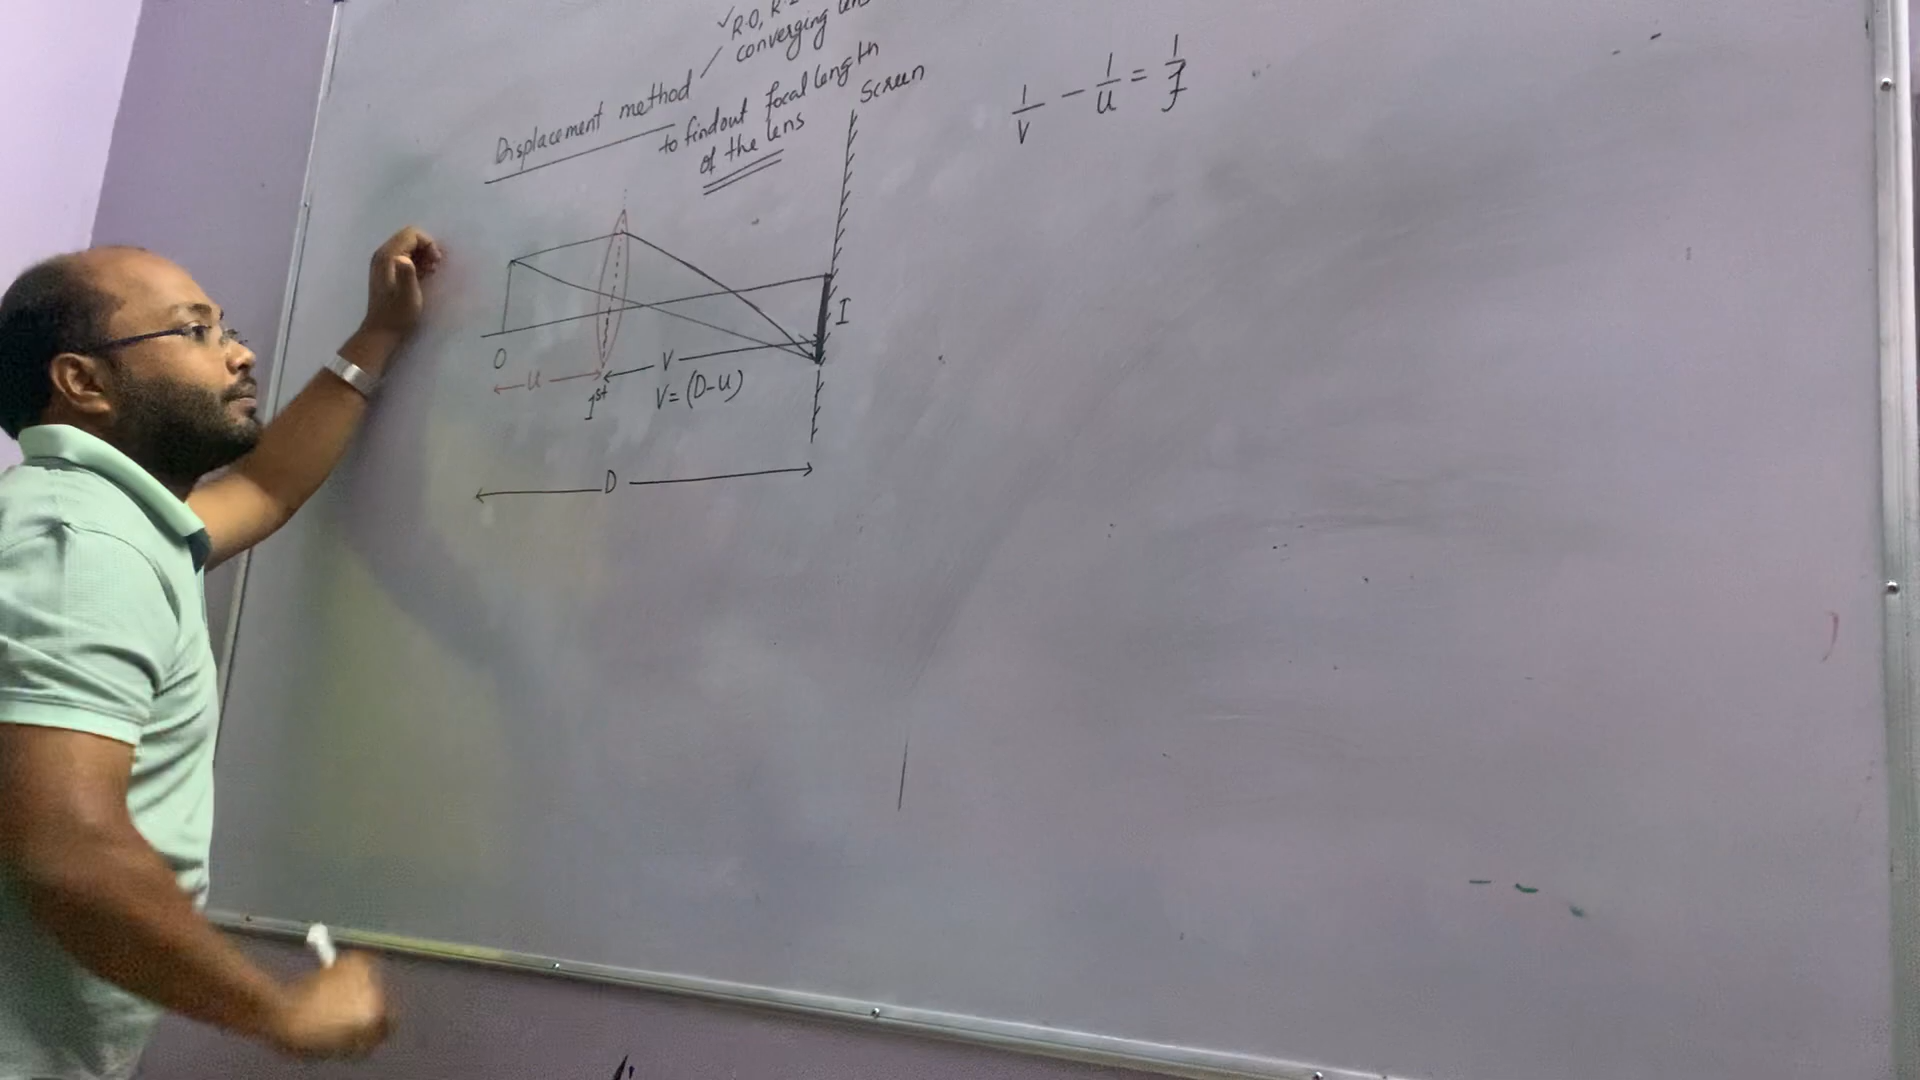 ✓ R.O, R.I
Displacement method / converging lens
to findout focal length
of the lens
Screen
1/v - 1/u = 1/f
I
O
u
V
1st
V = (D-u)
D